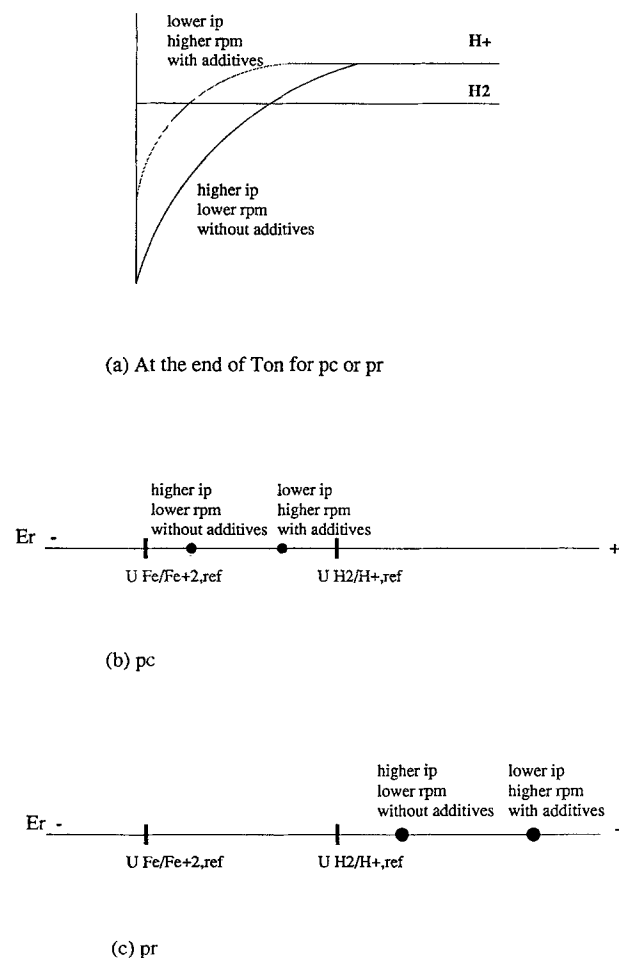 lower ip
higher rpm
with additives
H+
H2
higher ip
lower rpm
without additives
(a) At the end of Ton for pc or pr
higher ip
lower rpm
without additives
lower ip
higher rpm
with additives
Er - +
U Fe/Fe+2,ref
U H2/H+,ref
(b) pc
higher ip
lower rpm
without additives
lower ip
higher rpm
with additives
Er -
U Fe/Fe+2,ref
U H2/H+,ref
(c) pr